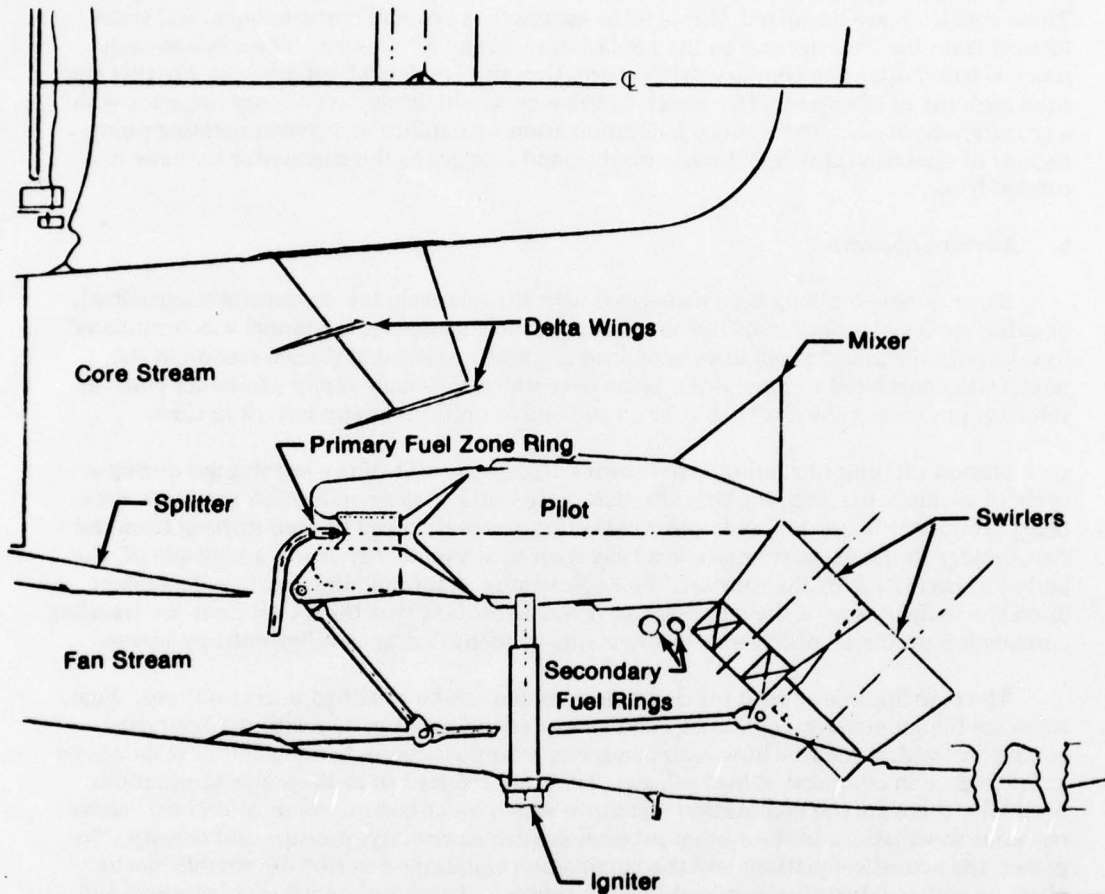 ℄
Delta Wings
Mixer
Core Stream
Primary Fuel Zone Ring
Splitter
Pilot
Swirlers
Fan Stream
Secondary
Fuel Rings
Igniter